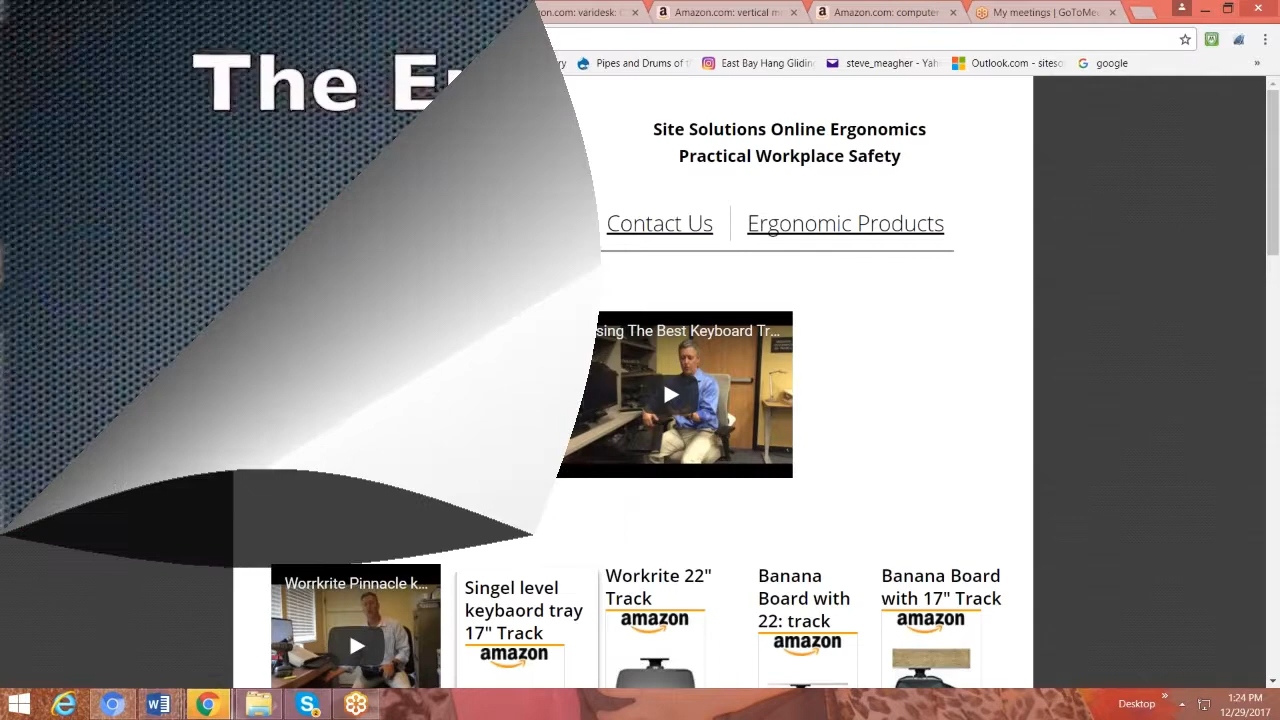 The
Amazon.com: varidesk
Amazon.com: vertical m
Amazon.com: computer
My meetings | GoToMe
Pipes and Drums of t
East Bay Hang Gliding
steve_meagher - Yah
Outlook.com - siteso
google
Site Solutions Online Ergonomics
Practical Workplace Safety
Contact Us
Ergonomic Products
sing The Best Keyboard Tr...
Worrkrite Pinnacle k...
Singel level
keybaord tray
17" Track
amazon
Workrite 22"
Track
amazon
Banana
Board with
22: track
amazon
Banana Board
with 17" Track
amazon
Desktop
1:24 PM
12/29/2017